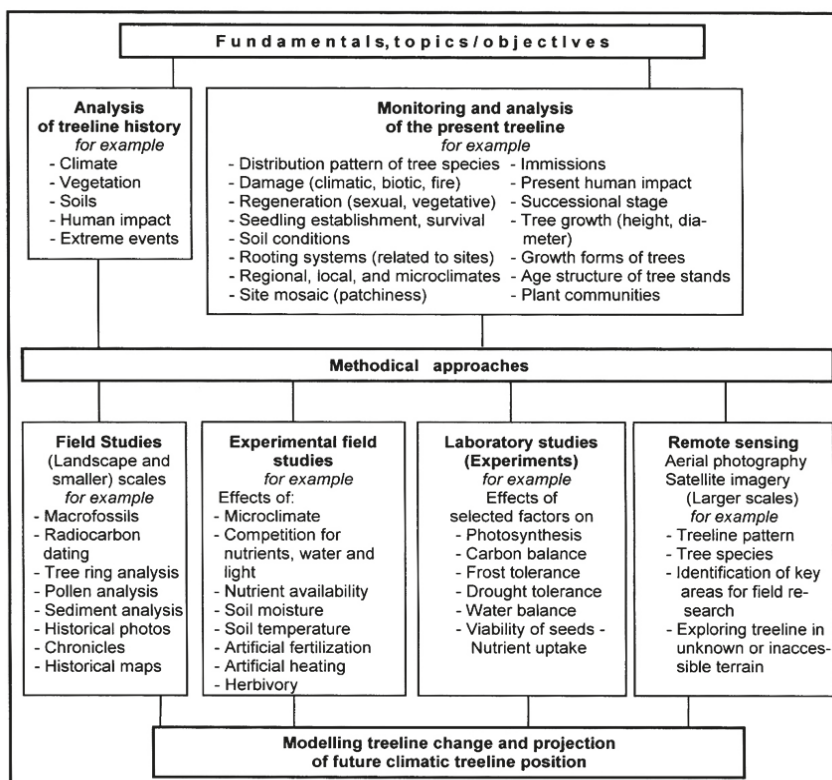 Fundamentals, topics/objectives
Analysis
of treeline history
for example
- Climate
- Vegetation
- Soils
- Human impact
- Extreme events
Monitoring and analysis
of the present treeline
for example
- Distribution pattern of tree species
- Damage (climatic, biotic, fire)
- Regeneration (sexual, vegetative)
- Seedling establishment, survival
- Soil conditions
- Rooting systems (related to sites)
- Regional, local, and microclimates
- Site mosaic (patchiness)
- Immissions
- Present human impact
- Successional stage
- Tree growth (height, dia-
meter)
- Growth forms of trees
- Age structure of tree stands
- Plant communities
Methodical approaches
Field Studies
(Landscape and
smaller) scales
for example
- Macrofossils
- Radiocarbon
dating
- Tree ring analysis
- Pollen analysis
- Sediment analysis
- Historical photos
- Chronicles
- Historical maps
Experimental field
studies
for example
Effects of:
- Microclimate
- Competition for
nutrients, water and
light
- Nutrient availability
- Soil moisture
- Soil temperature
- Artificial fertilization
- Artificial heating
- Herbivory
Laboratory studies
(Experiments)
for example
Effects of
selected factors on
- Photosynthesis
- Carbon balance
- Frost tolerance
- Drought tolerance
- Water balance
- Viability of seeds -
Nutrient uptake
Remote sensing
Aerial photography
Satellite imagery
(Larger scales)
for example
- Treeline pattern
- Tree species
- Identification of key
areas for field re-
search
- Exploring treeline in
unknown or inacces-
sible terrain
Modelling treeline change and projection
of future climatic treeline position